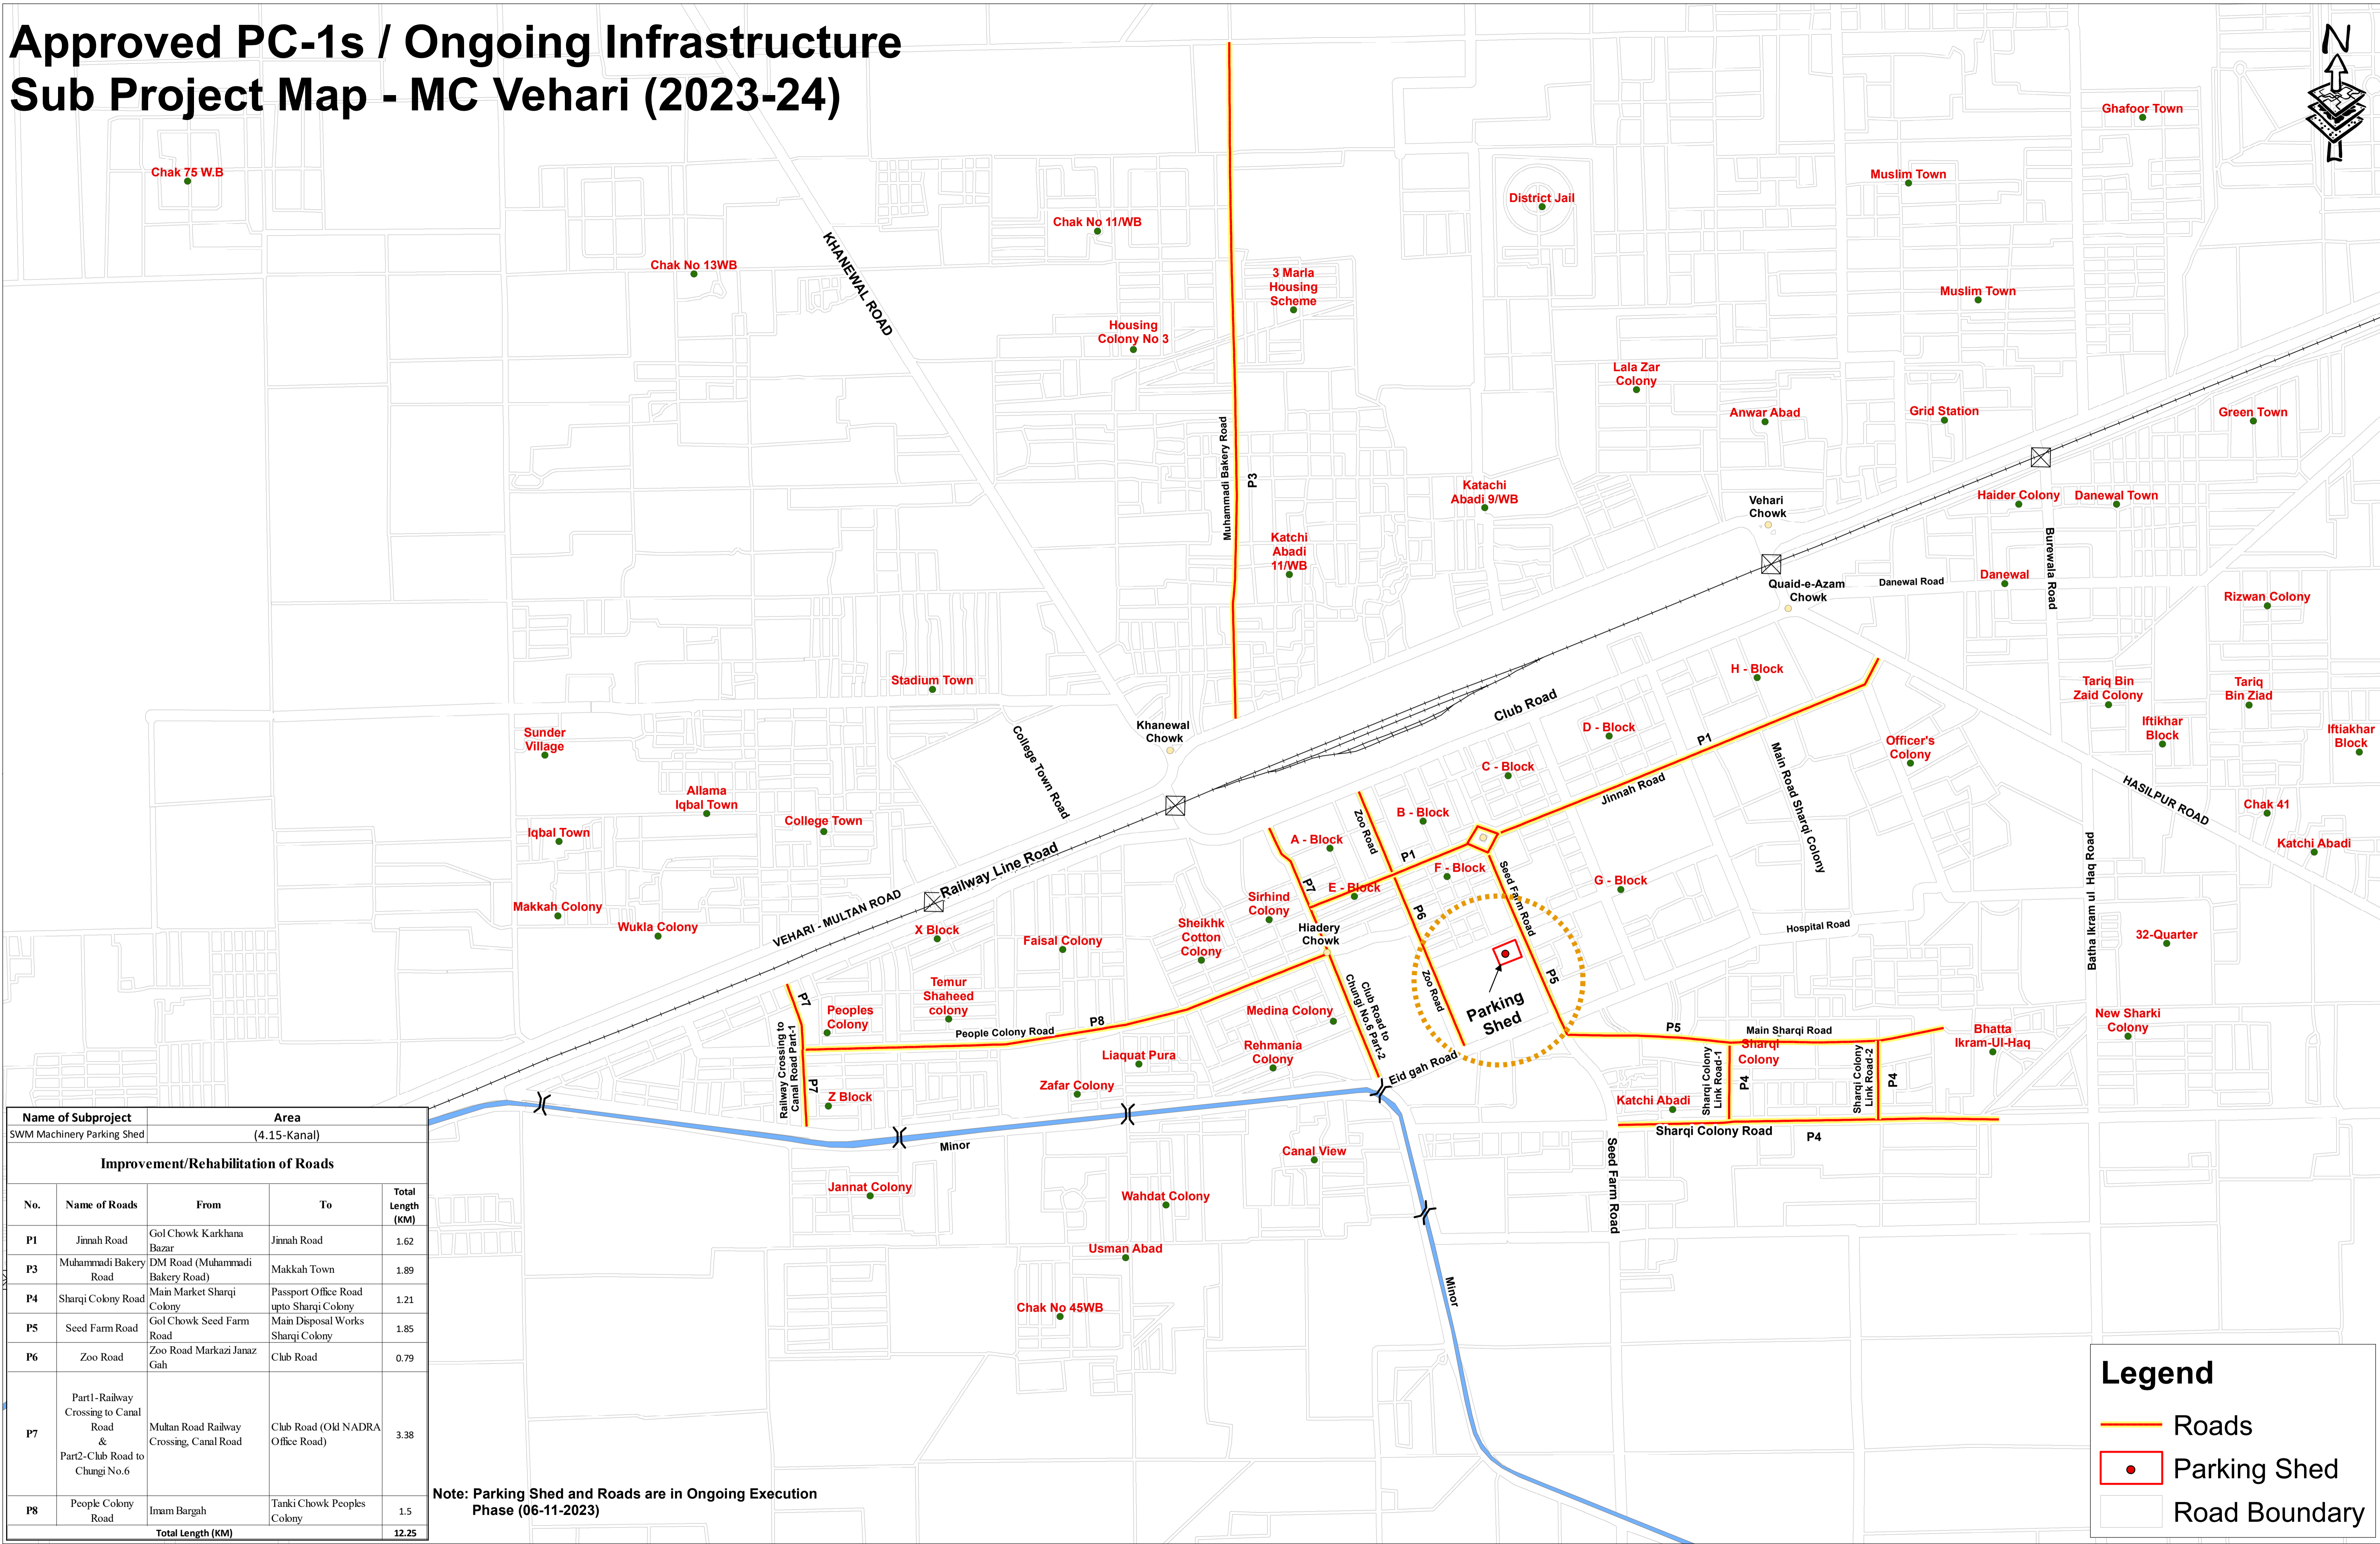 Approved PC-1s / Ongoing Infrastructure
Sub Project Map - MC Vehari (2023-24)
N
Ghafoor Town
Chak 75 W.B
Muslim Town
District Jail
Chak No 11/WB
KHANEWAL ROAD
Chak No 13WB
3 Marla
Housing
Scheme
Muslim Town
Housing
Colony No 3
Lala Zar
Colony
Anwar Abad
Grid Station
Green Town
Muhammadi Bakery Road
P3
Katachi
Abadi 9/WB
Vehari
Chowk
Haider Colony
Danewal Town
Katchi
Abadi
11/WB
Burewala Road
Quaid-e-Azam
Chowk
Danewal Road
Danewal
Rizwan Colony
Stadium Town
H - Block
Tariq Bin
Zaid Colony
Tariq
Bin Ziad
Club Road
Khanewal
Chowk
Sunder
Village
College Town Road
D - Block
P1
Officer's
Colony
Iftikhar
Block
Iftiakhar
Block
C - Block
Jinnah Road
Main Road Sharqi Colony
HASILPUR ROAD
Allama
Iqbal Town
College Town
Iqbal Town
Zoo Road
B - Block
A - Block
Chak 41
Katchi Abadi
Railway Line Road
P1
F - Block
Seed Farm Road
G - Block
P7
E - Block
Batha Ikram ul Haq Road
Makkah Colony
VEHARI - MULTAN ROAD
Wukla Colony
X Block
Faisal Colony
Sirhind
Colony
Sheikhk
Cotton
Colony
Hiadery
Chowk
P6
Hospital Road
32-Quarter
P7
Temur
Shaheed
colony
Peoples
Colony
Zoo Road
P5
Parking
Shed
Club Road to
Chungi No.6 Part-2
Medina Colony
P8
People Colony Road
Railway Crossing to
Canal Road Part-1
Liaquat Pura
Rehmania
Colony
Eid gah Road
P5
Main Sharqi Road
Sharqi
Colony
Bhatta
Ikram-Ul-Haq
New Sharki
Colony
P7
Z Block
Zafar Colony
Sharqi Colony
Link Road-1
P4
Sharqi Colony
Link Road-2
P4
Katchi Abadi
Sharqi Colony Road
P4
Minor
Canal View
Seed Farm Road
Jannat Colony
Wahdat Colony
Usman Abad
Minor
Chak No 45WB
Name of Subproject Area
SWM Machinery Parking Shed (4.15-Kanal)
Improvement/Rehabilitation of Roads
No. Name of Roads From To Total Length (KM)
P1 Jinnah Road Gol Chowk Karkhana Bazar Jinnah Road 1.62
P3 Muhammadi Bakery Road DM Road (Muhammadi Bakery Road) Makkah Town 1.89
P4 Sharqi Colony Road Main Market Sharqi Colony Passport Office Road upto Sharqi Colony 1.21
P5 Seed Farm Road Gol Chowk Seed Farm Road Main Disposal Works Sharqi Colony 1.85
P6 Zoo Road Zoo Road Markazi Janaz Gah Club Road 0.79
P7 Part1-Railway Crossing to Canal Road & Part2-Club Road to Chungi No.6 Multan Road Railway Crossing, Canal Road Club Road (Old NADRA Office Road) 3.38
P8 People Colony Road Imam Bargah Tanki Chowk Peoples Colony 1.5
Total Length (KM) 12.25
Note: Parking Shed and Roads are in Ongoing Execution
Phase (06-11-2023)
Legend
Roads
Parking Shed
Road Boundary